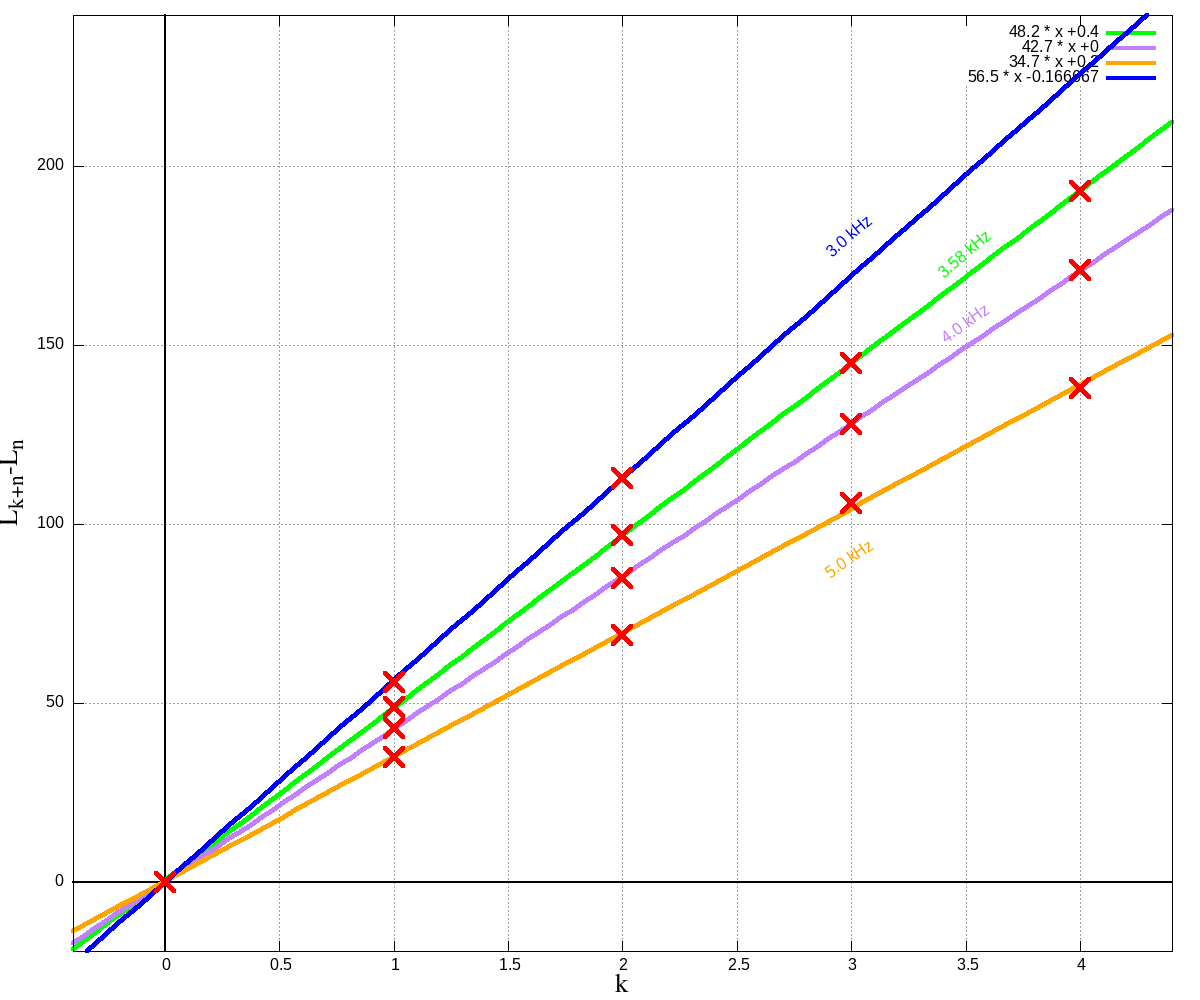 48.2 * x +0.4
42.7 * x +0
34.7 * x +0.2
56.5 * x -0.166667
200
150
100
50
0
3.0 kHz
3.58 kHz
4.0 kHz
5.0 kHz
Lk+n-Ln
0 0.5 1 1.5 2 2.5 3 3.5 4
k